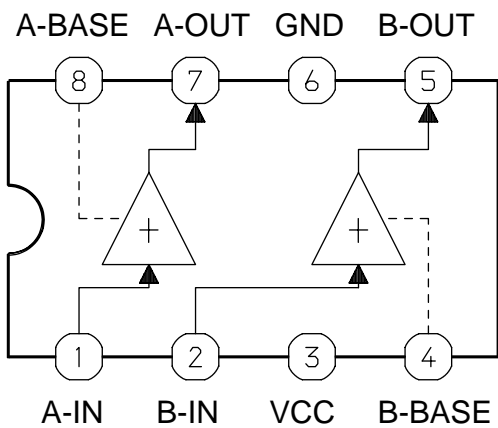 A-BASE A-OUT GND B-OUT
8 7 6 5
+ +
1 2 3 4
A-IN B-IN VCC B-BASE